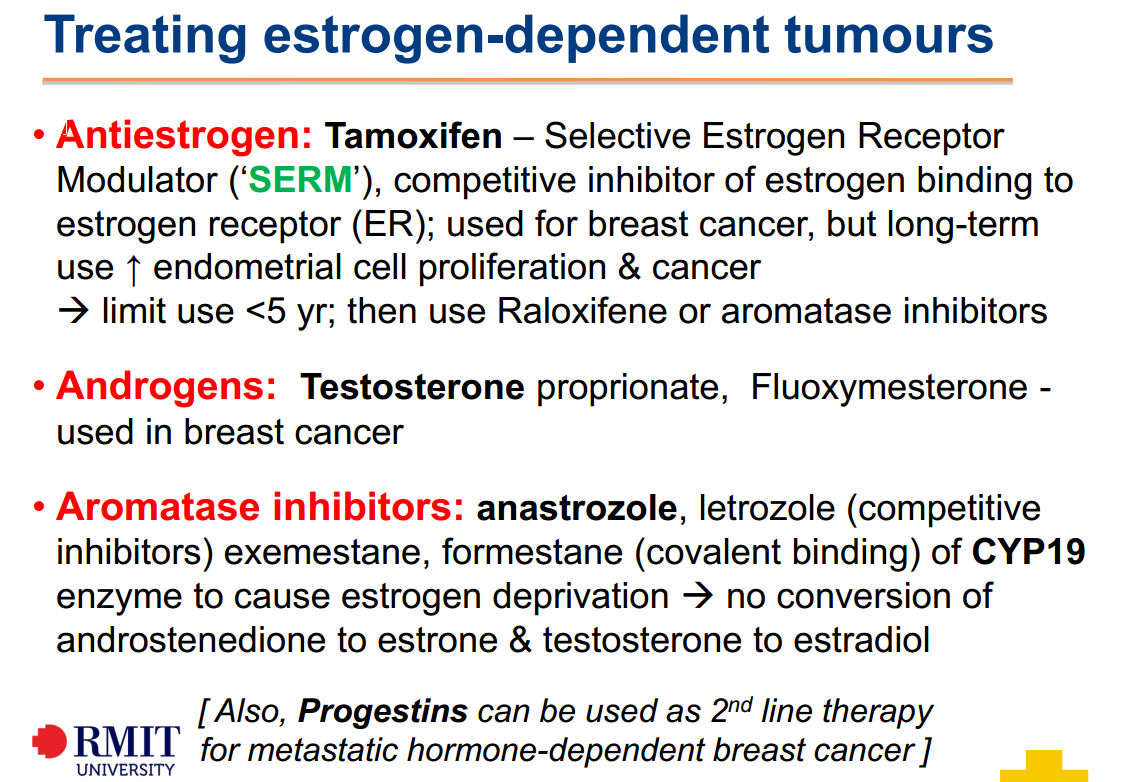 Treating estrogen-dependent tumours
• Antiestrogen: Tamoxifen – Selective Estrogen Receptor
Modulator (‘SERM’), competitive inhibitor of estrogen binding to
estrogen receptor (ER); used for breast cancer, but long-term
use ↑ endometrial cell proliferation & cancer
→ limit use <5 yr; then use Raloxifene or aromatase inhibitors
• Androgens: Testosterone proprionate, Fluoxymesterone -
used in breast cancer
• Aromatase inhibitors: anastrozole, letrozole (competitive
inhibitors) exemestane, formestane (covalent binding) of CYP19
enzyme to cause estrogen deprivation → no conversion of
androstenedione to estrone & testosterone to estradiol
[ Also, Progestins can be used as 2nd line therapy
for metastatic hormone-dependent breast cancer ]
RMIT
UNIVERSITY